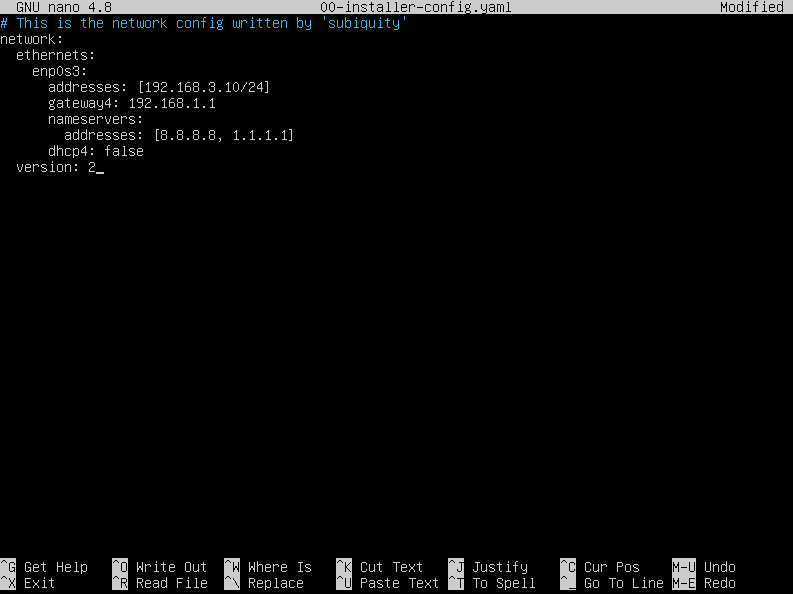 GNU nano 4.8 00-installer-config.yaml Modified
# This is the network config written by 'subiquity'
network:
  ethernets:
    enp0s3:
      addresses: [192.168.3.10/24]
      gateway4: 192.168.1.1
      nameservers:
        addresses: [8.8.8.8, 1.1.1.1]
      dhcp4: false
  version: 2_
^G Get Help ^O Write Out ^W Where Is ^K Cut Text ^J Justify ^C Cur Pos M-U Undo
^X Exit ^R Read File ^\ Replace ^U Paste Text ^T To Spell ^_ Go To Line M-E Redo